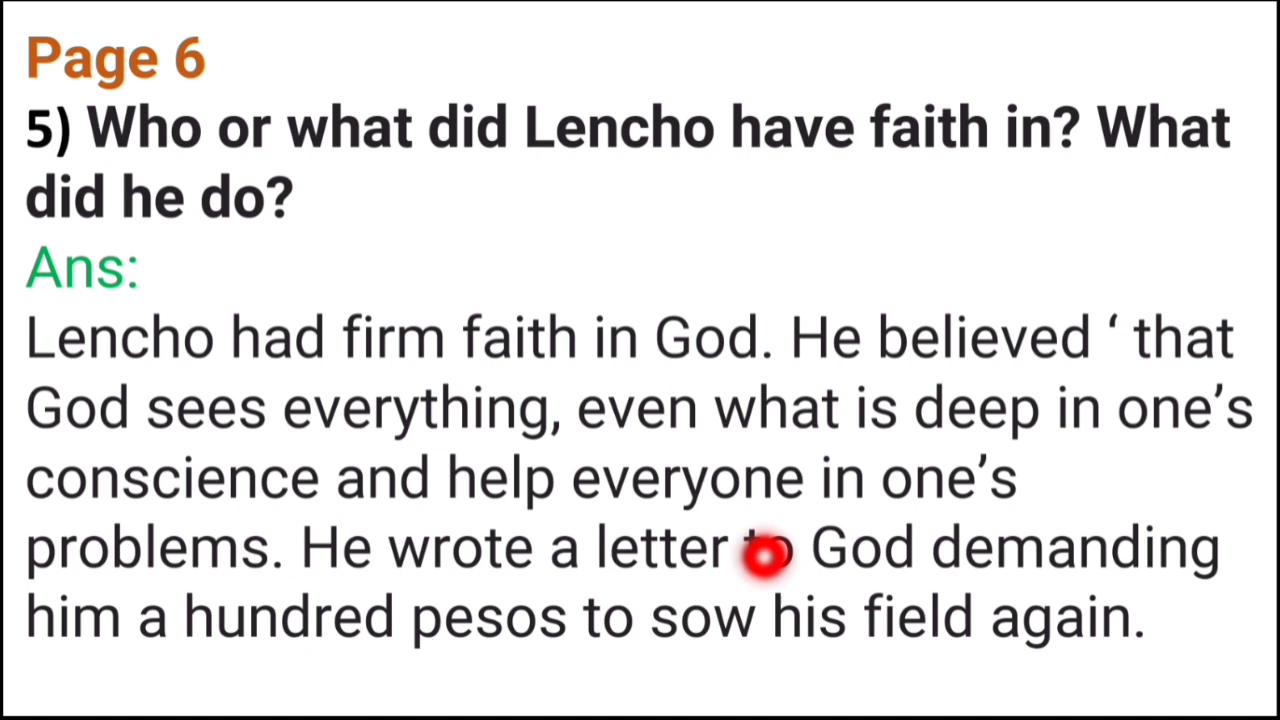 Page 6
5) Who or what did Lencho have faith in? What
did he do?
Ans:
Lencho had firm faith in God. He believed ‘ that
God sees everything, even what is deep in one’s
conscience and help everyone in one’s
problems. He wrote a letter to God demanding
him a hundred pesos to sow his field again.